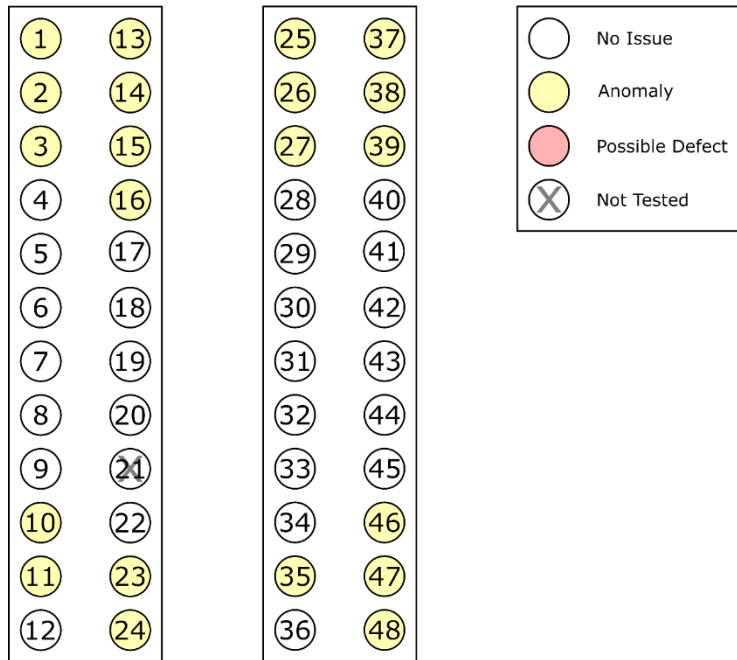 1 13 25 37 No Issue
2 14 26 38 Anomaly
3 15 27 39 Possible Defect
4 16 28 40 X Not Tested
5 17 29 41
6 18 30 42
7 19 31 43
8 20 32 44
9 21 33 45
10 22 34 46
11 23 35 47
12 24 36 48